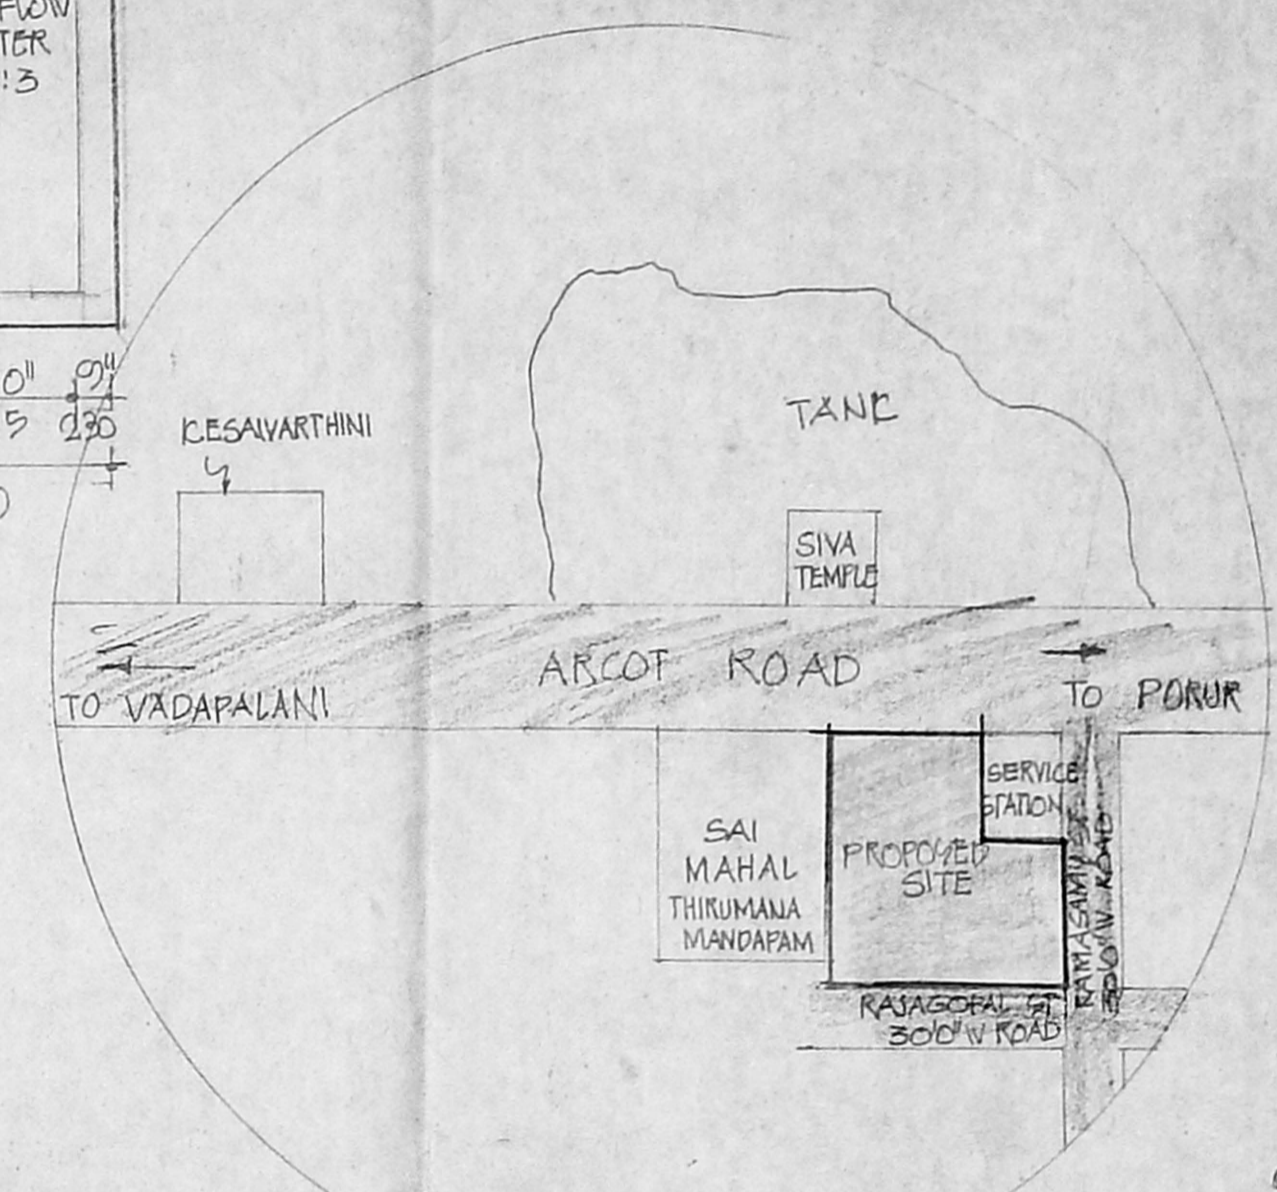 FLOW
TER
:3
0" 9"
5 230
KESAIVARTHINI
TANK
SIVA
TEMPLE
ARCOT ROAD
TO VADAPALANI
TO PORUR
SERVICE
STATION
SAI
MAHAL
THIRUMANA
MANDAPAM
PROPOSED
SITE
RAMASAMY ST
30'0" W ROAD
RAJAGOPAL ST
30'0" W ROAD